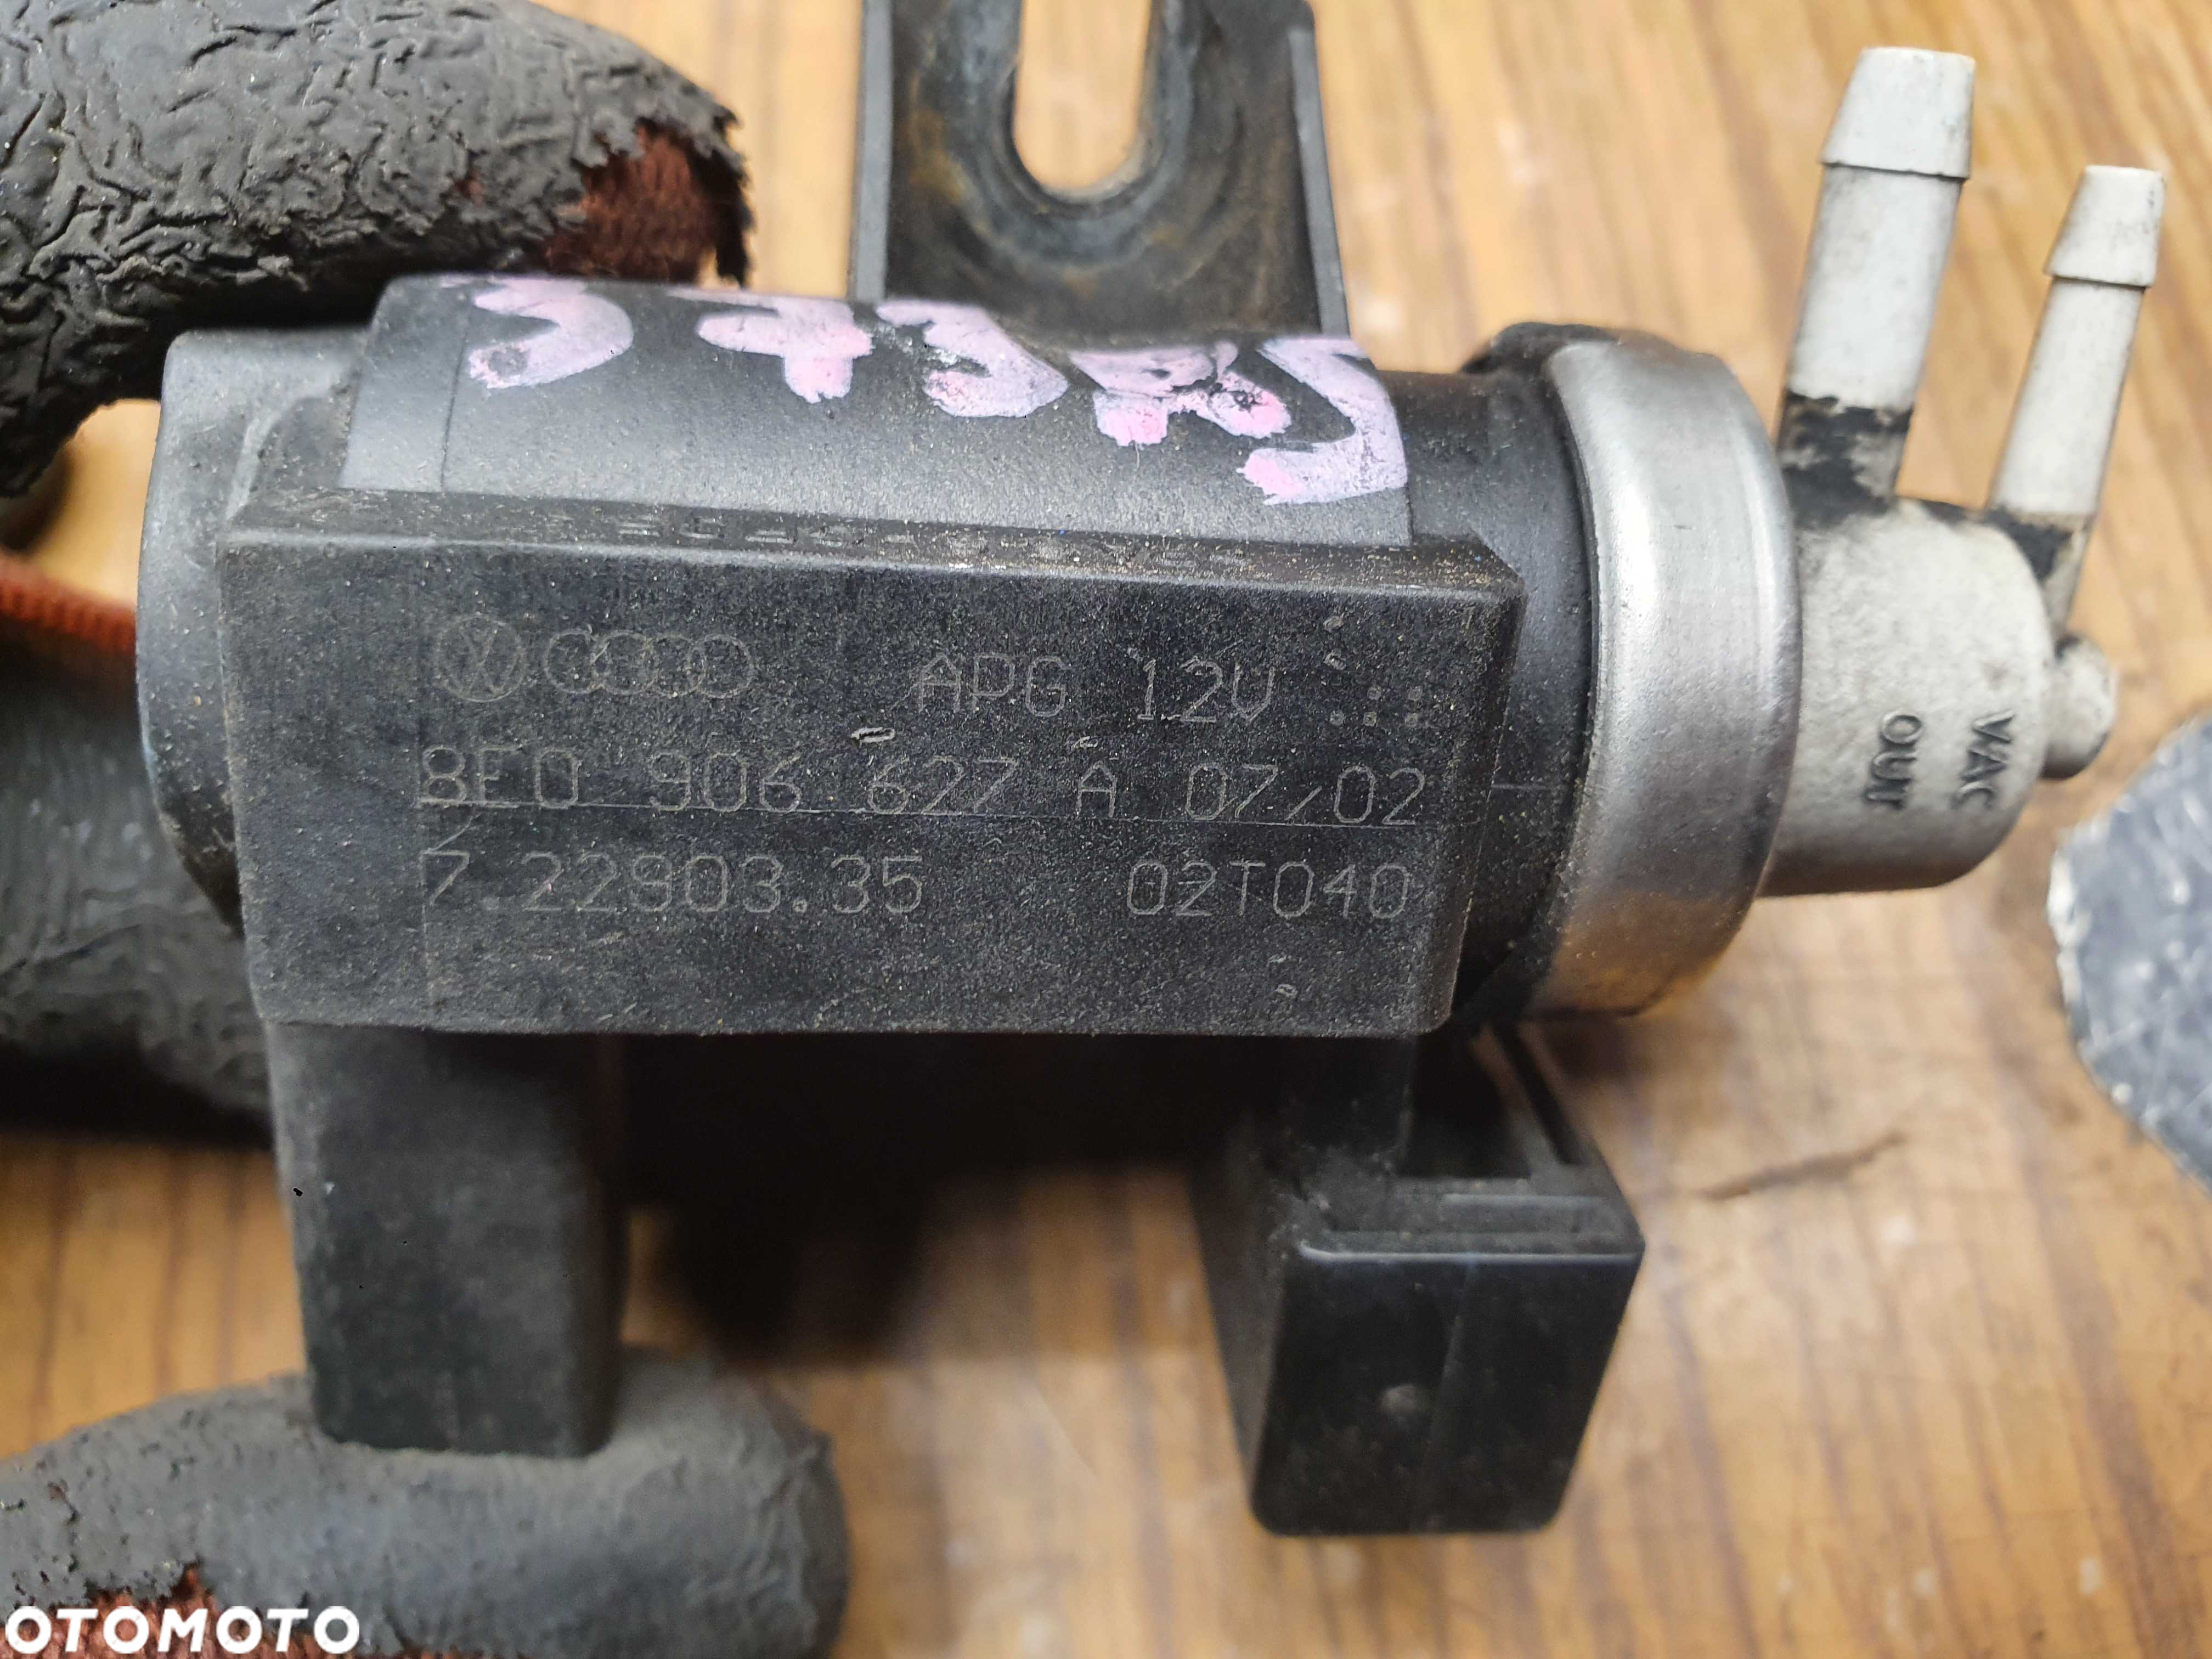 APG 12V
8E0 906 627 A 07/02
7.22903.35 02T040
VAC
OUT
OTOMOTO